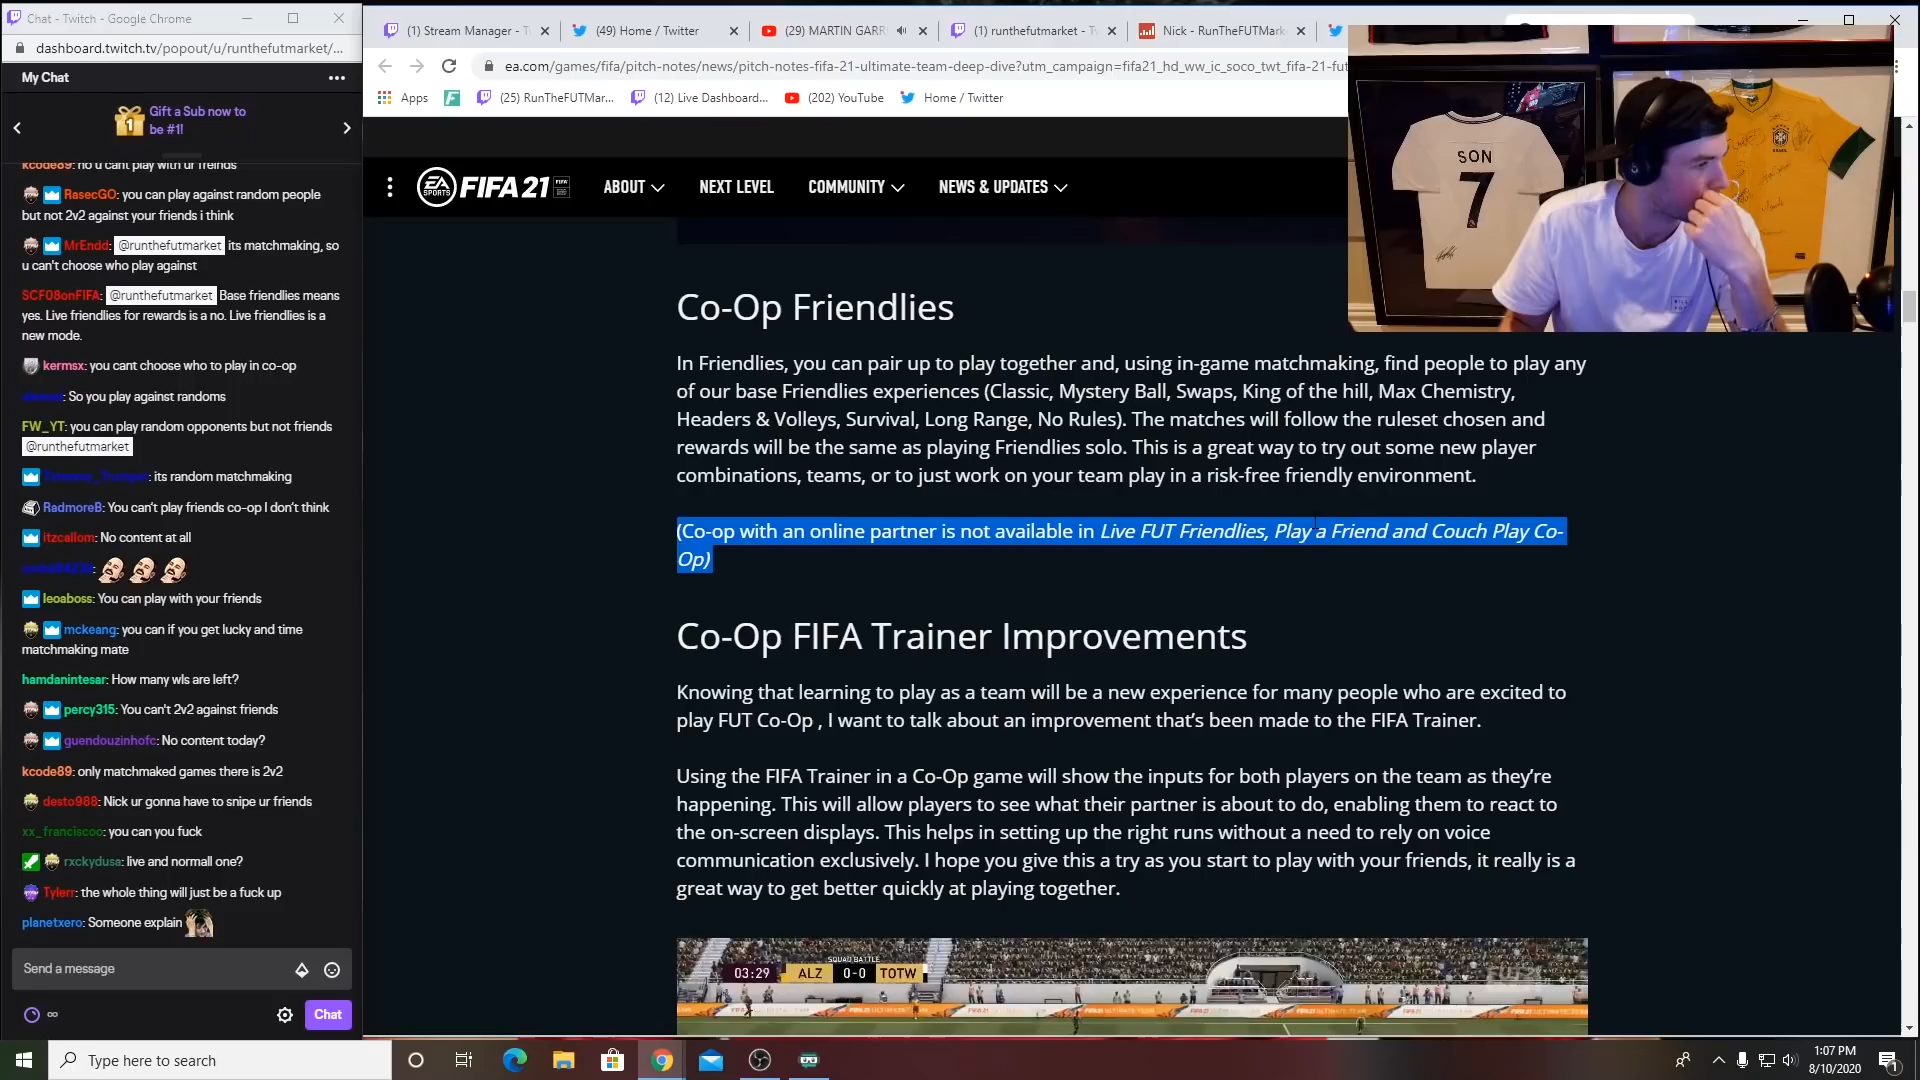 Chat - Twitch - Google Chrome
dashboard.twitch.tv/popout/u/runthefutmarket/...
My Chat
Gift a Sub now to
be #1!
1
kcode89: no u cant play with ur freinds
RasecGO: you can play against random people
but not 2v2 against your friends i think
MrEndd: @runthefutmarket its matchmaking, so
u can't choose who play against
SCF08onFIFA: @runthefutmarket Base friendlies means
yes. Live friendlies for rewards is a no. Live friendlies is a
new mode.
kermsx: you cant choose who to play in co-op
So you play against randoms
FW_YT: you can play random opponents but not friends
@runthefutmarket
its random matchmaking
RadmoreB: You can't play friends co-op I don't think
itzcallom: No content at all
leoaboss: You can play with your friends
mckeang: you can if you get lucky and time
matchmaking mate
hamdanintesar: How many wls are left?
percy315: You can't 2v2 against friends
guendouzinhofc: No content today?
kcode89: only matchmaked games there is 2v2
desto988: Nick ur gonna have to snipe ur friends
xx_franciscoo: you can you fuck
rxckydusa: live and normall one?
Tylerr: the whole thing will just be a fuck up
planetxero: Someone explain
Send a message
∞
Chat
(1) Stream Manager - Tw
(49) Home / Twitter
(29) MARTIN GARR
(1) runthefutmarket - Tw
Nick - RunTheFUTMark
ea.com/games/fifa/pitch-notes/news/pitch-notes-fifa-21-ultimate-team-deep-dive?utm_campaign=fifa21_hd_ww_ic_soco_twt_fifa-21-fut
Apps
(25) RunTheFUTMar...
(12) Live Dashboard...
(202) YouTube
Home / Twitter
EA SPORTS FIFA 21
ABOUT
NEXT LEVEL
COMMUNITY
NEWS & UPDATES
SON
7
BRASIL
Co-Op Friendlies
In Friendlies, you can pair up to play together and, using in-game matchmaking, find people to play any
of our base Friendlies experiences (Classic, Mystery Ball, Swaps, King of the hill, Max Chemistry,
Headers & Volleys, Survival, Long Range, No Rules). The matches will follow the ruleset chosen and
rewards will be the same as playing Friendlies solo. This is a great way to try out some new player
combinations, teams, or to just work on your team play in a risk-free friendly environment.
(Co-op with an online partner is not available in Live FUT Friendlies, Play a Friend and Couch Play Co-
Op)
Co-Op FIFA Trainer Improvements
Knowing that learning to play as a team will be a new experience for many people who are excited to
play FUT Co-Op , I want to talk about an improvement that's been made to the FIFA Trainer.
Using the FIFA Trainer in a Co-Op game will show the inputs for both players on the team as they're
happening. This will allow players to see what their partner is about to do, enabling them to react to
the on-screen displays. This helps in setting up the right runs without a need to rely on voice
communication exclusively. I hope you give this a try as you start to play with your friends, it really is a
great way to get better quickly at playing together.
SQUAD BATTLE
03:29 ALZ 0-0 TOTW
Type here to search
1:07 PM
8/10/2020
1